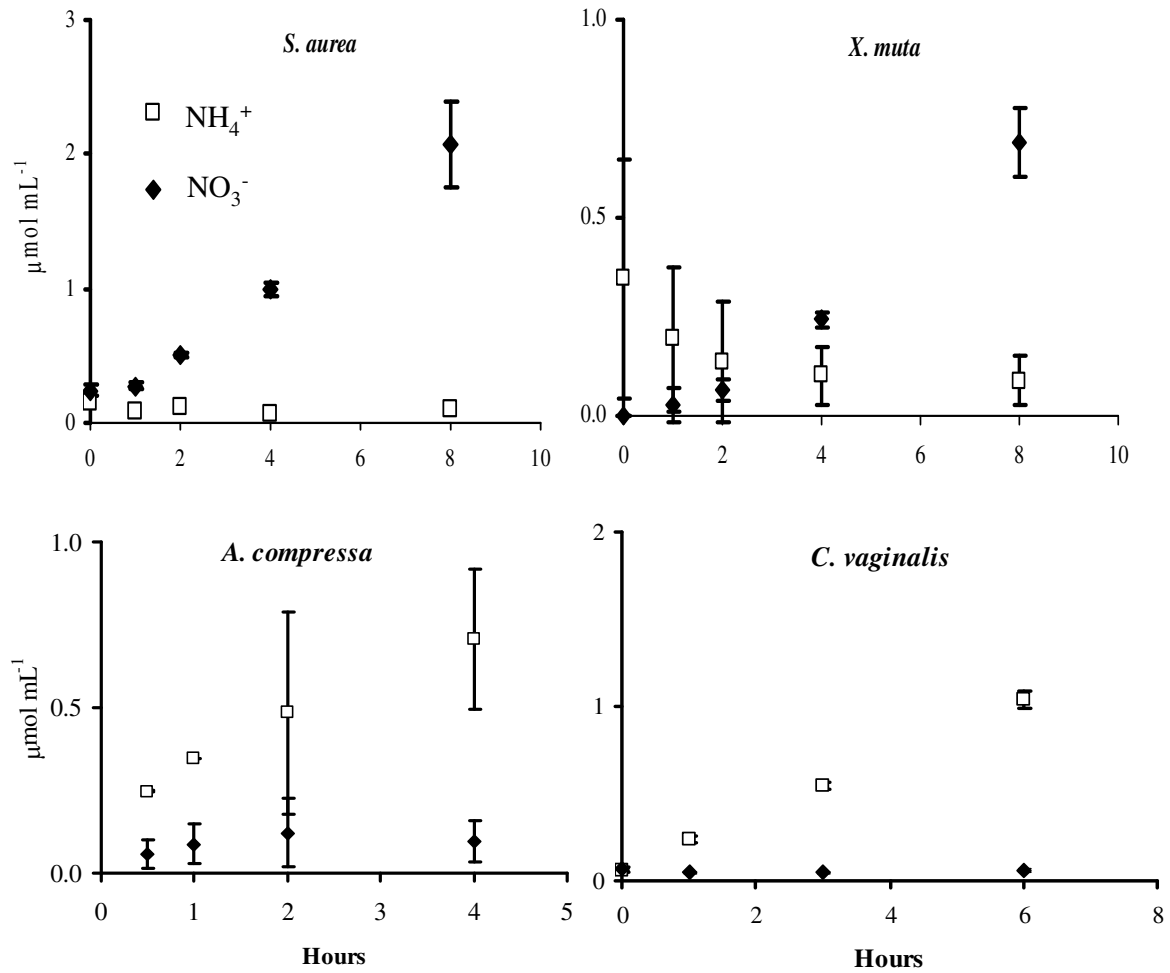 S. aurea
3
2
1
0
μmol mL⁻¹
NH₄⁺
NO₃⁻
0 2 4 6 8 10
X. muta
1.0
0.5
0.0
0 2 4 6 8 10
A. compressa
1.0
0.5
0.0
μmol mL⁻¹
0 1 2 3 4 5
Hours
C. vaginalis
2
1
0
0 2 4 6 8
Hours